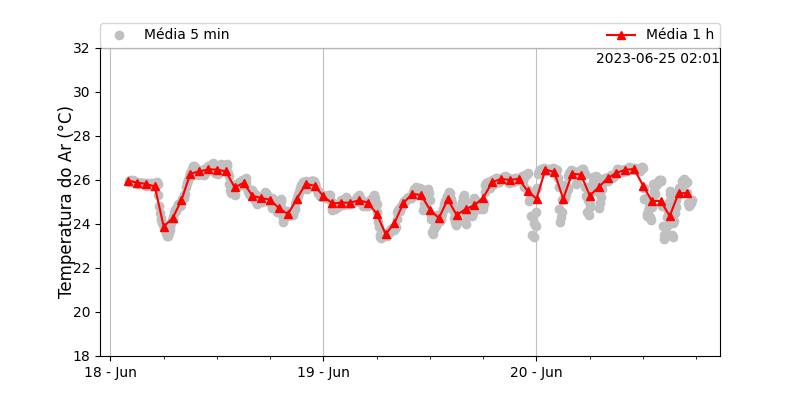 Média 5 min
Média 1 h
2023-06-25 02:01
Temperatura do Ar (°C)
32
30
28
26
24
22
20
18
18 - Jun
19 - Jun
20 - Jun